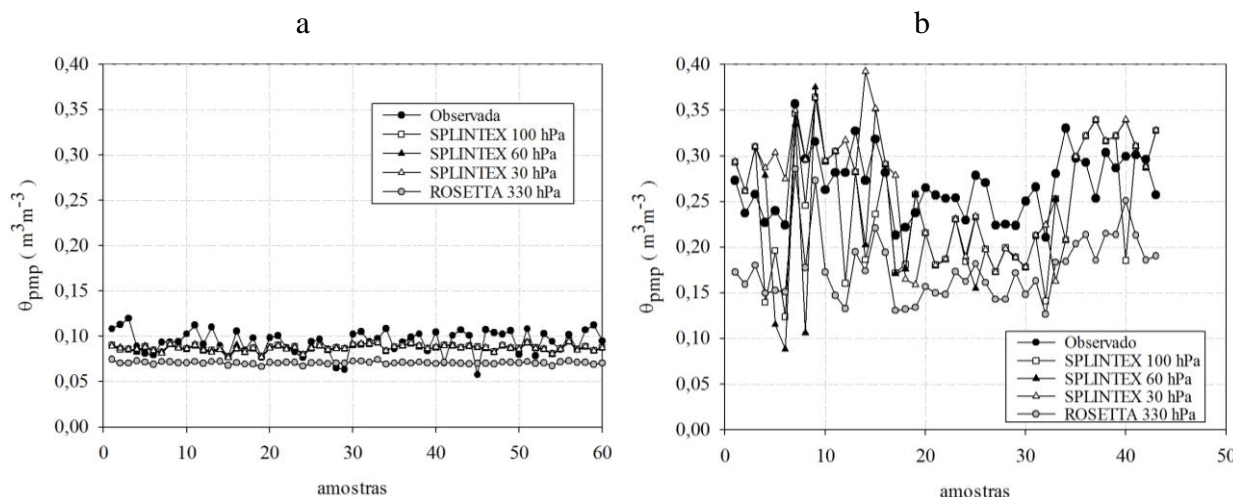 a
0,40
0,35
0,30
0,25
0,20
0,15
0,10
0,05
0,00
θpmp ( m³m⁻³ )
Observada
SPLINTEX 100 hPa
SPLINTEX 60 hPa
SPLINTEX 30 hPa
ROSETTA 330 hPa
0 10 20 30 40 50 60
amostras
b
0,40
0,35
0,30
0,25
0,20
0,15
0,10
0,05
0,00
θpmp ( m³m⁻³ )
Observado
SPLINTEX 100 hPa
SPLINTEX 60 hPa
SPLINTEX 30 hPa
ROSETTA 330 hPa
0 10 20 30 40 50
amostras